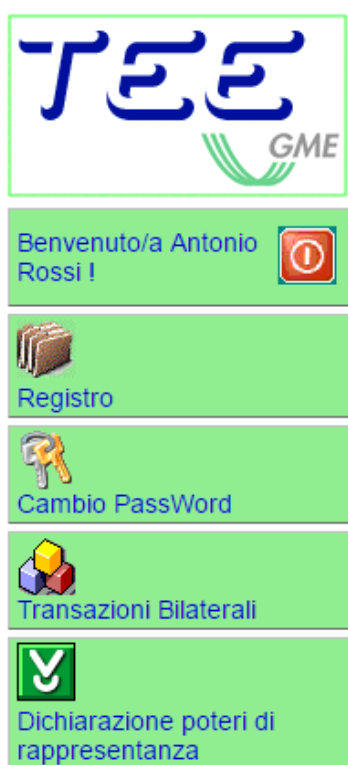 TEE
GME
Benvenuto/a Antonio
Rossi !
Registro
Cambio PassWord
Transazioni Bilaterali
Dichiarazione poteri di
rappresentanza